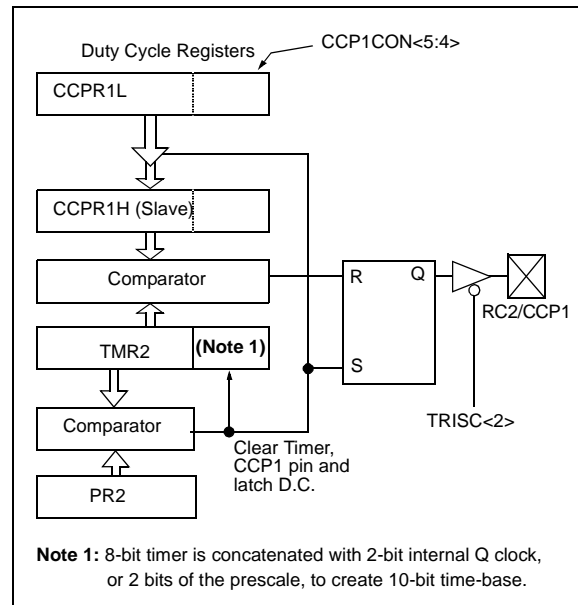 Duty Cycle Registers
CCP1CON<5:4>
CCPR1L
CCPR1H (Slave)
Comparator
R
Q
RC2/CCP1
TMR2
(Note 1)
S
TRISC<2>
Comparator
Clear Timer,
CCP1 pin and
latch D.C.
PR2
Note 1: 8-bit timer is concatenated with 2-bit internal Q clock,
or 2 bits of the prescale, to create 10-bit time-base.